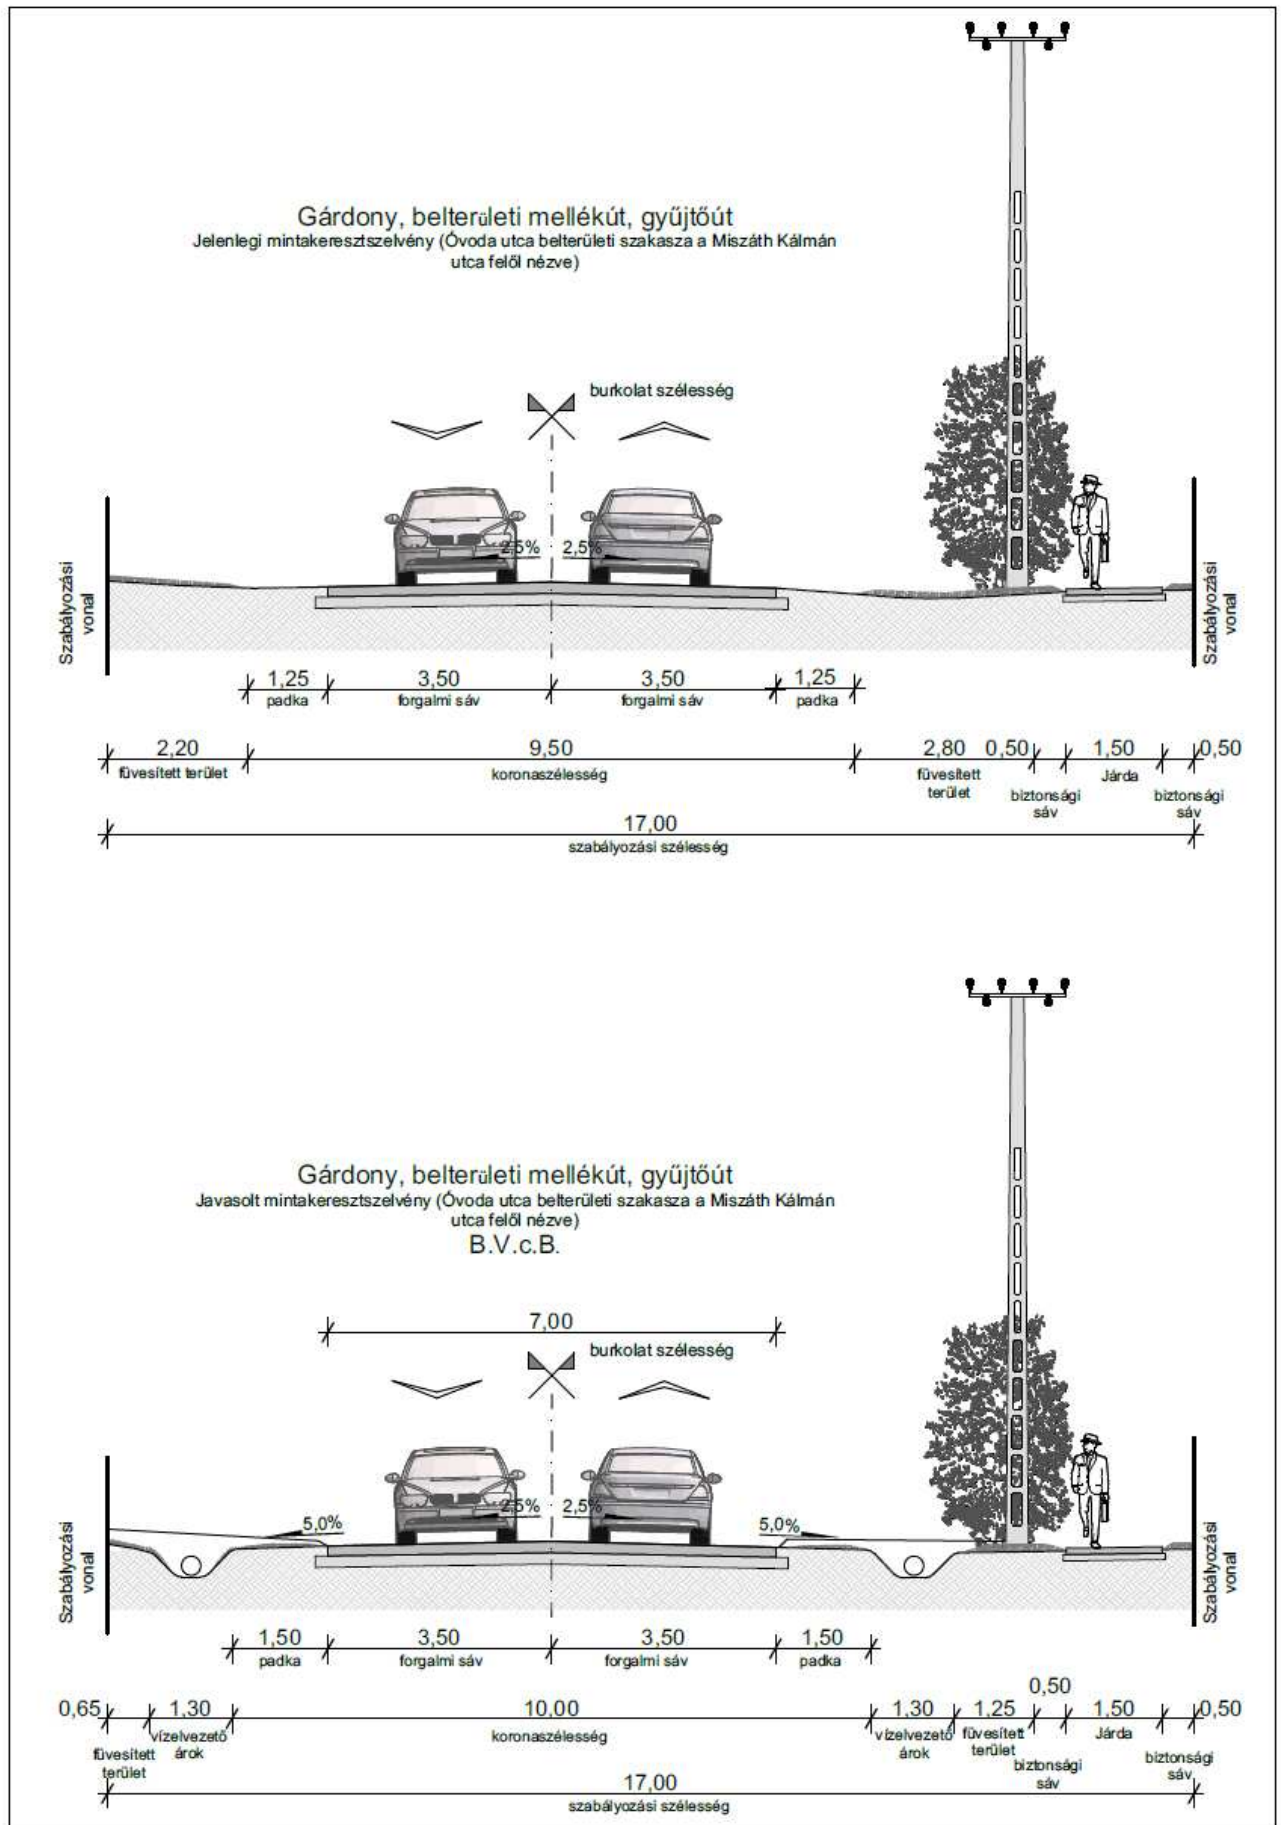 Gárdony, belterületi mellékút, gyűjtőút
Jelenlegi mintakeresztszelvény (Óvoda utca belterületi szakasza a Miszáth Kálmán
utca felől nézve)
burkolat szélesség
2,5% 2,5%
Szabályozási
vonal
Szabályozási
vonal
1,25 3,50 3,50 1,25
padka forgalmi sáv forgalmi sáv padka
2,20 9,50 2,80 0,50 1,50 0,50
füvesített terület koronaszélesség füvesített
terület
Járda
biztonsági
sáv
biztonsági
sáv
17,00
szabályozási szélesség
Gárdony, belterületi mellékút, gyűjtőút
Javasolt mintakeresztszelvény (Óvoda utca belterületi szakasza a Miszáth Kálmán
utca felől nézve)
B.V.c.B.
7,00
burkolat szélesség
5,0% 2,5% 2,5% 5,0%
Szabályozási
vonal
Szabályozási
vonal
1,50 3,50 3,50 1,50
padka forgalmi sáv forgalmi sáv padka
0,65 1,30 10,00 1,30 1,25 0,50 1,50 0,50
füvesített
terület
vízelvezető
árok
koronaszélesség
vízelvezető
árok
füvesített
terület
biztonsági
sáv
Járda
biztonsági
sáv
17,00
szabályozási szélesség